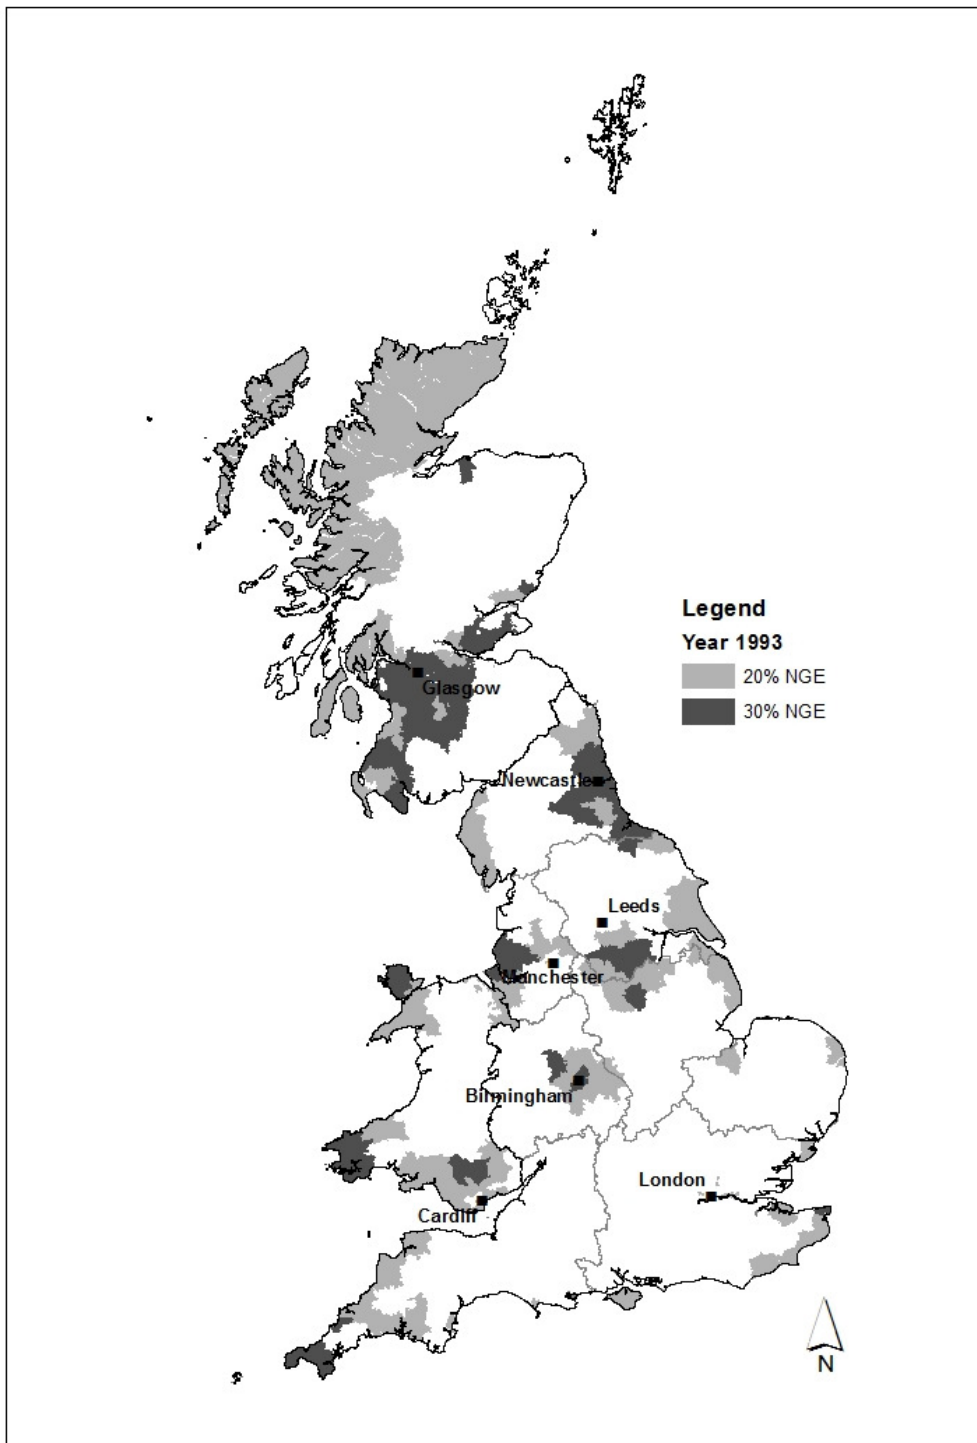 Legend
Year 1993
20% NGE
30% NGE
Glasgow
Newcastle
Leeds
Manchester
Birmingham
London
Cardiff
N